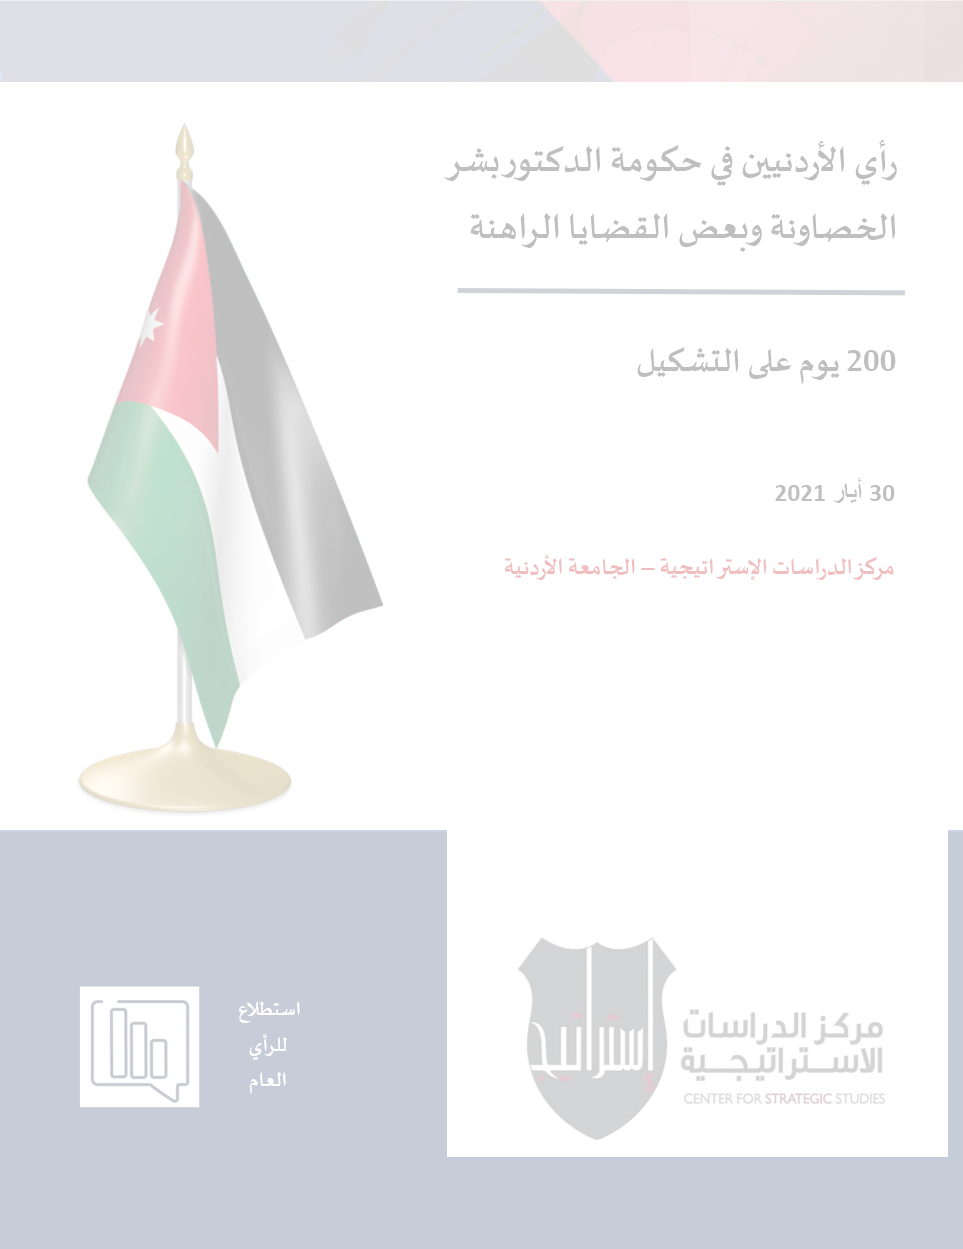 رأي الأردنيين في حكومة الدكتور بشر
الخصاونة وبعض القضايا الراهنة
200 يوم على التشكيل
30 أيار 2021
مركز الدراسات الإستراتيجية – الجامعة الأردنية
استطلاع
للرأي
العام
إستراتيجية
مركز الدراسات
الاستراتيجية
CENTER FOR STRATEGIC STUDIES